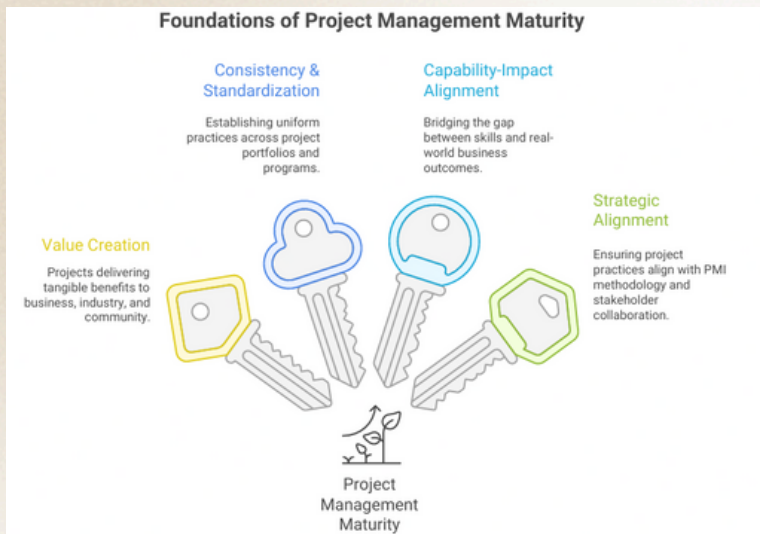 Foundations of Project Management Maturity
Consistency &
Standardization
Establishing uniform
practices across project
portfolios and
programs.
Capability-Impact
Alignment
Bridging the gap
between skills and real-
world business
outcomes.
Value Creation
Projects delivering
tangible benefits to
business, industry, and
community.
Strategic
Alignment
Ensuring project
practices align with PMI
methodology and
stakeholder
collaboration.
Project
Management
Maturity